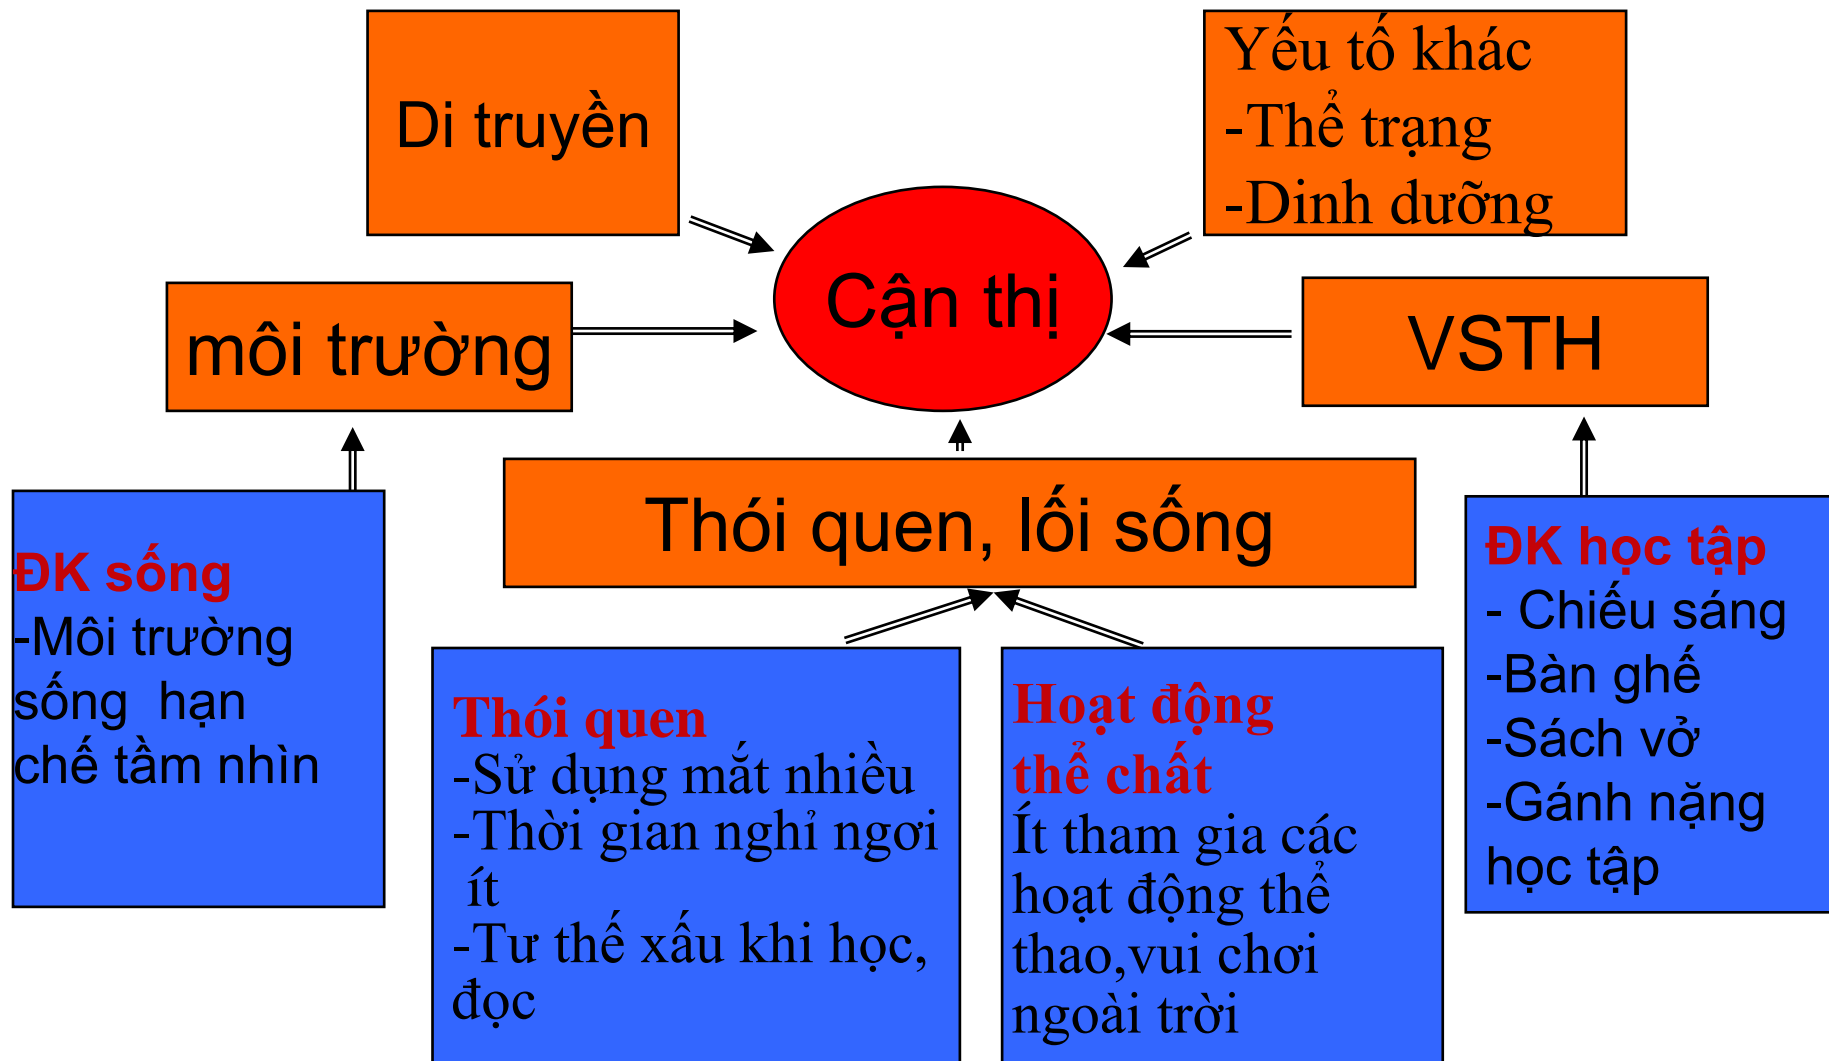 Di truyền
Yếu tố khác
-Thể trạng
-Dinh dưỡng
Cận thị
môi trường
VSTH
Thói quen, lối sống
ĐK sống
-Môi trường
sống  hạn
chế tầm nhìn
Thói quen
-Sử dụng mắt nhiều
-Thời gian nghỉ ngơi
ít
-Tư thế xấu khi học,
đọc
Hoạt động
thể chất
Ít tham gia các
hoạt động thể
thao,vui chơi
ngoài trời
ĐK học tập
- Chiếu sáng
-Bàn ghế
-Sách vở
-Gánh nặng
học tập